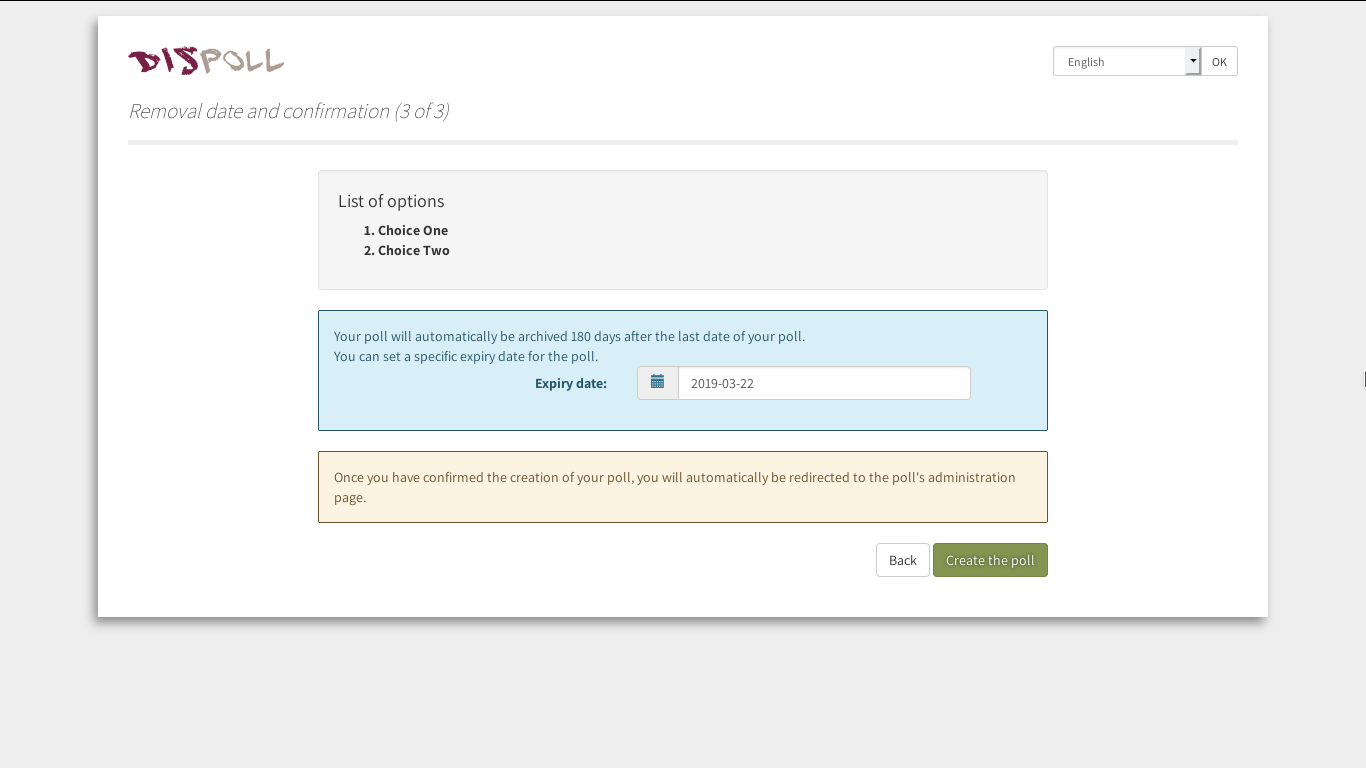 DISPOLL
English
OK
Removal date and confirmation (3 of 3)
List of options
1. Choice One
2. Choice Two
Your poll will automatically be archived 180 days after the last date of your poll.
You can set a specific expiry date for the poll.
Expiry date:
2019-03-22
Once you have confirmed the creation of your poll, you will automatically be redirected to the poll's administration
page.
Back
Create the poll